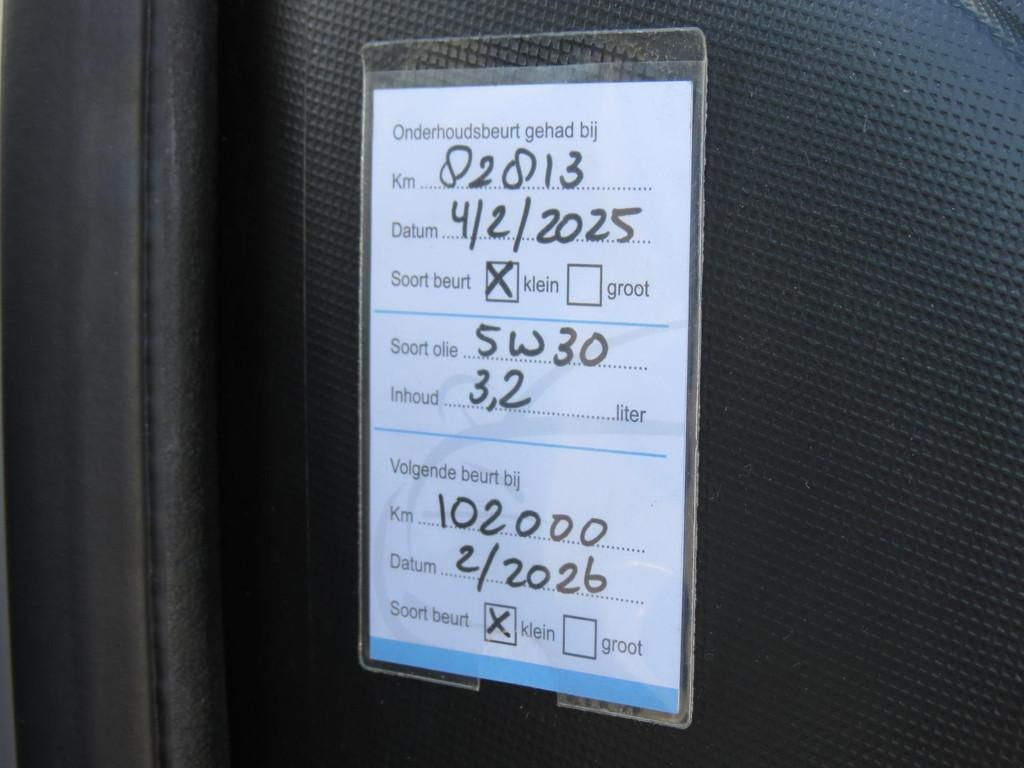 Onderhoudsbeurt gehad bij
Km 82813
Datum 4/2/2025
Soort beurt X klein groot
Soort olie 5W30
Inhoud 3,2 liter
Volgende beurt bij
Km 102000
Datum 2/2026
Soort beurt X klein groot